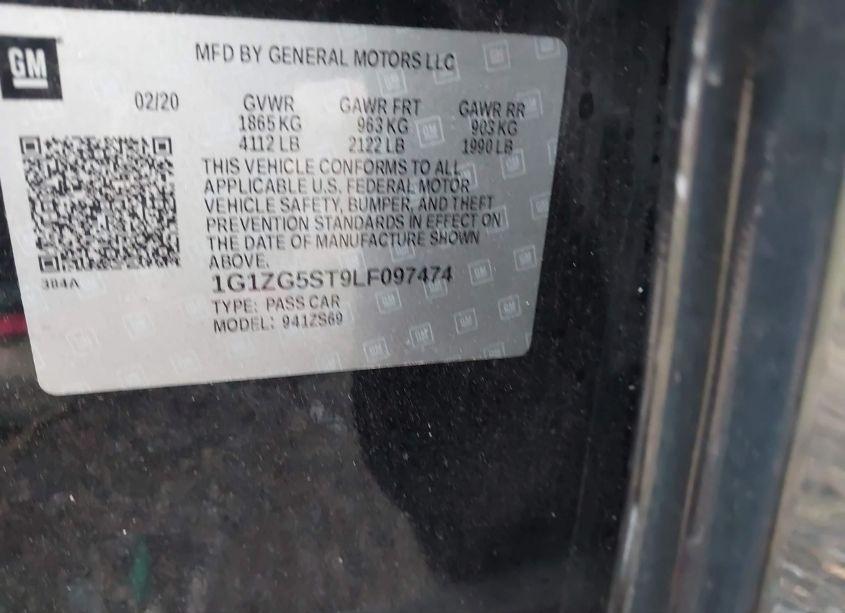 GM
MFD BY GENERAL MOTORS LLC
02/20 GVWR GAWR FRT GAWR RR
1865 KG 963 KG 903 KG
4112 LB 2122 LB 1990 LB
THIS VEHICLE CONFORMS TO ALL
APPLICABLE U.S. FEDERAL MOTOR
VEHICLE SAFETY, BUMPER, AND THEFT
PREVENTION STANDARDS IN EFFECT ON
THE DATE OF MANUFACTURE SHOWN
ABOVE.
384A
1G1ZG5ST9LF097474
TYPE: PASS CAR
MODEL: 941ZS69